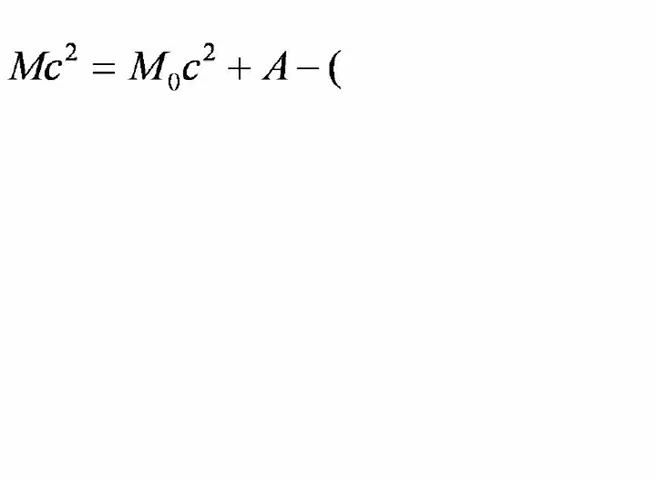 Mc² = M₀c² + A − (